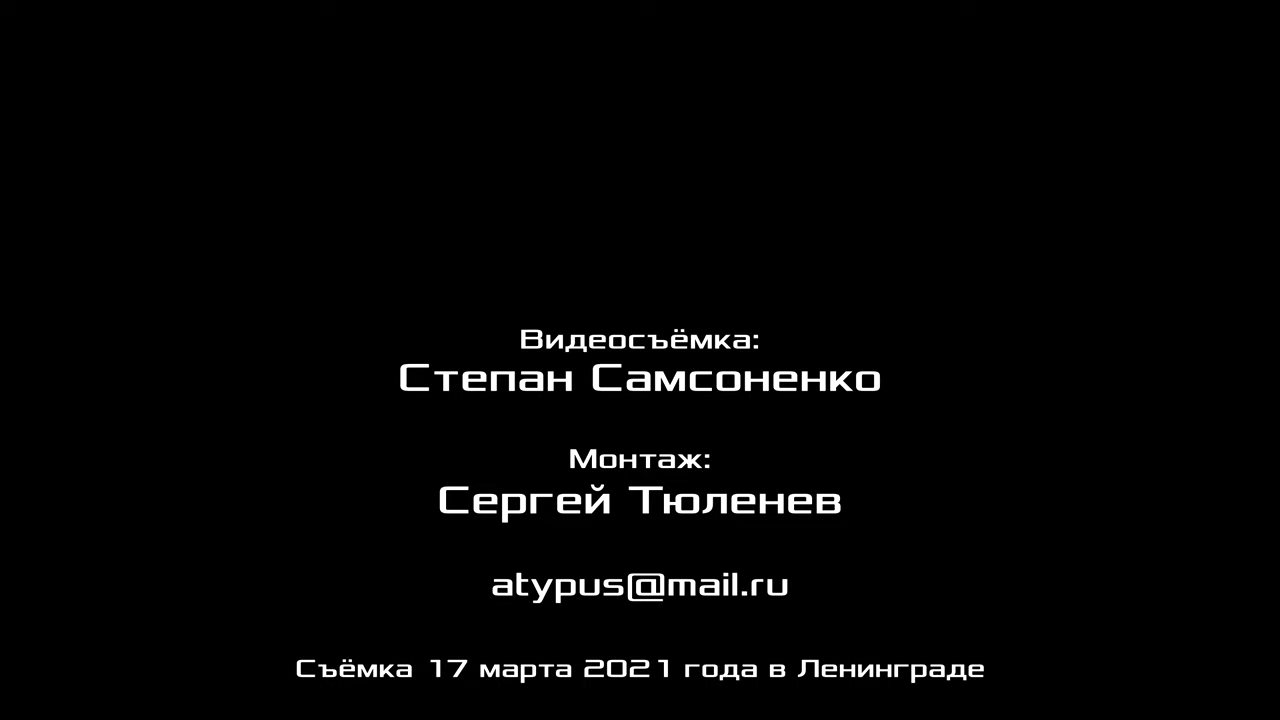 Видеосъёмка:
Степан Самсоненко
Монтаж:
Сергей Тюленев
atypus@mail.ru
Съёмка 17 марта 2021 года в Ленинграде